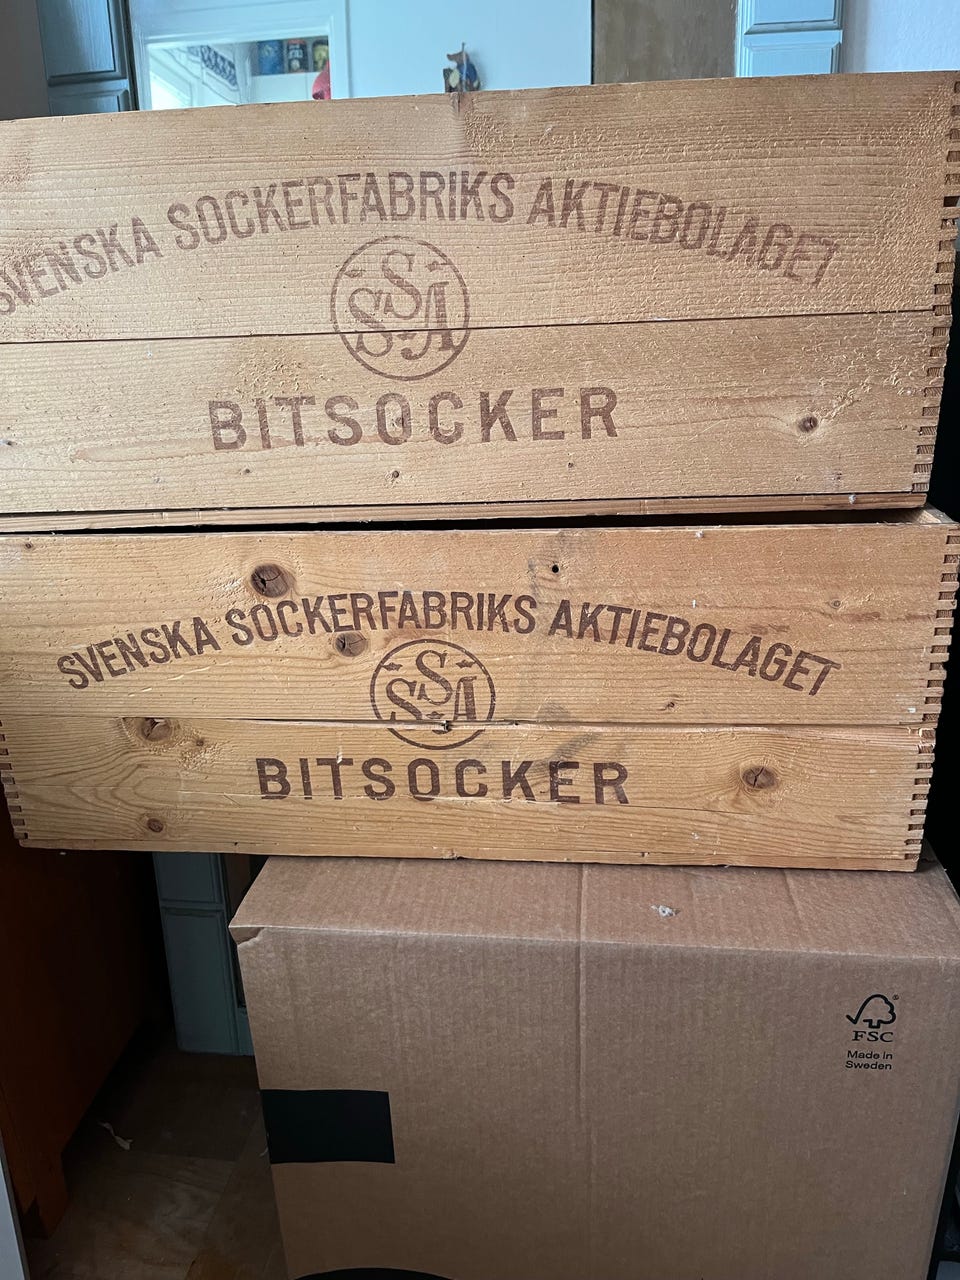 SVENSKA SOCKERFABRIKS AKTIEBOLAGET
SSA
BITSOCKER
SVENSKA SOCKERFABRIKS AKTIEBOLAGET
SSA
BITSOCKER
®
FSC
Made in
Sweden